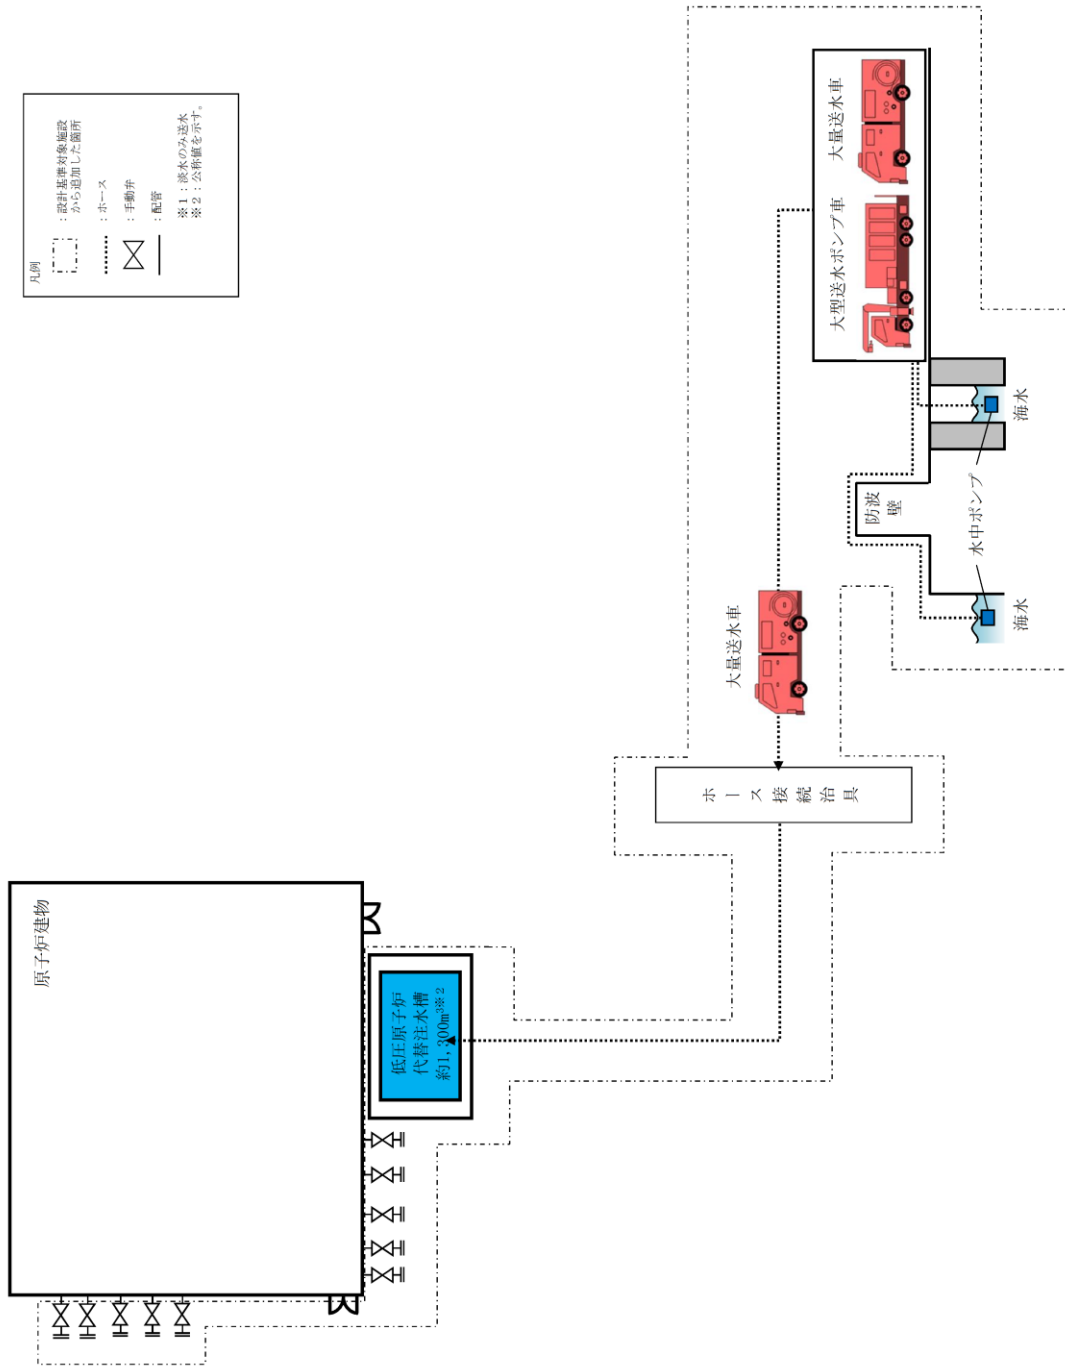 凡例
：設計基準対象施設
から追加した箇所
：ホース
：手動弁
：配管
※1：淡水のみ送水
※2：公称値を示す。
原子炉建物
低圧原子炉
代替注水槽
約1,300m³※2
ホース接続治具
大量送水車
大型送水ポンプ車
大量送水車
防波
壁
水中ポンプ
海水
海水